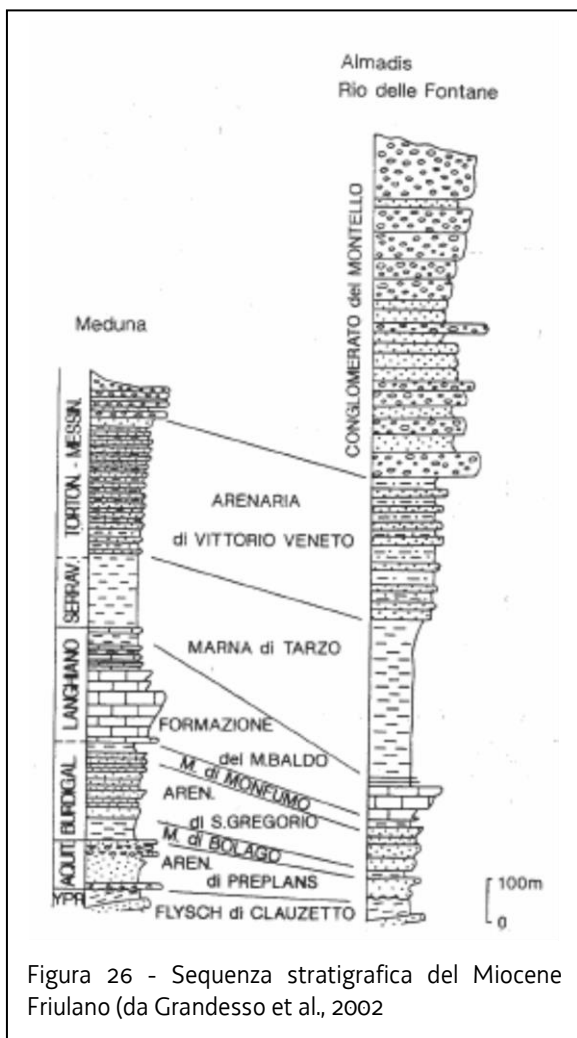 Almadis
Rio delle Fontane
Meduna
CONGLOMERATO del MONTELLO
TORTON. - MESSIN.
SERRAV.
LANGHIANO
BURDIGAL.
AQUIT.
YPR.
ARENARIA
di VITTORIO VENETO
MARNA di TARZO
FORMAZIONE
del M.BALDO
M. di MONFUMO
AREN.
di S.GREGORIO
M. di BOLAGO
AREN.
di PREPLANS
FLYSCH di CLAUZETTO
100m
0
Figura 26 - Sequenza stratigrafica del Miocene
Friulano (da Grandesso et al., 2002